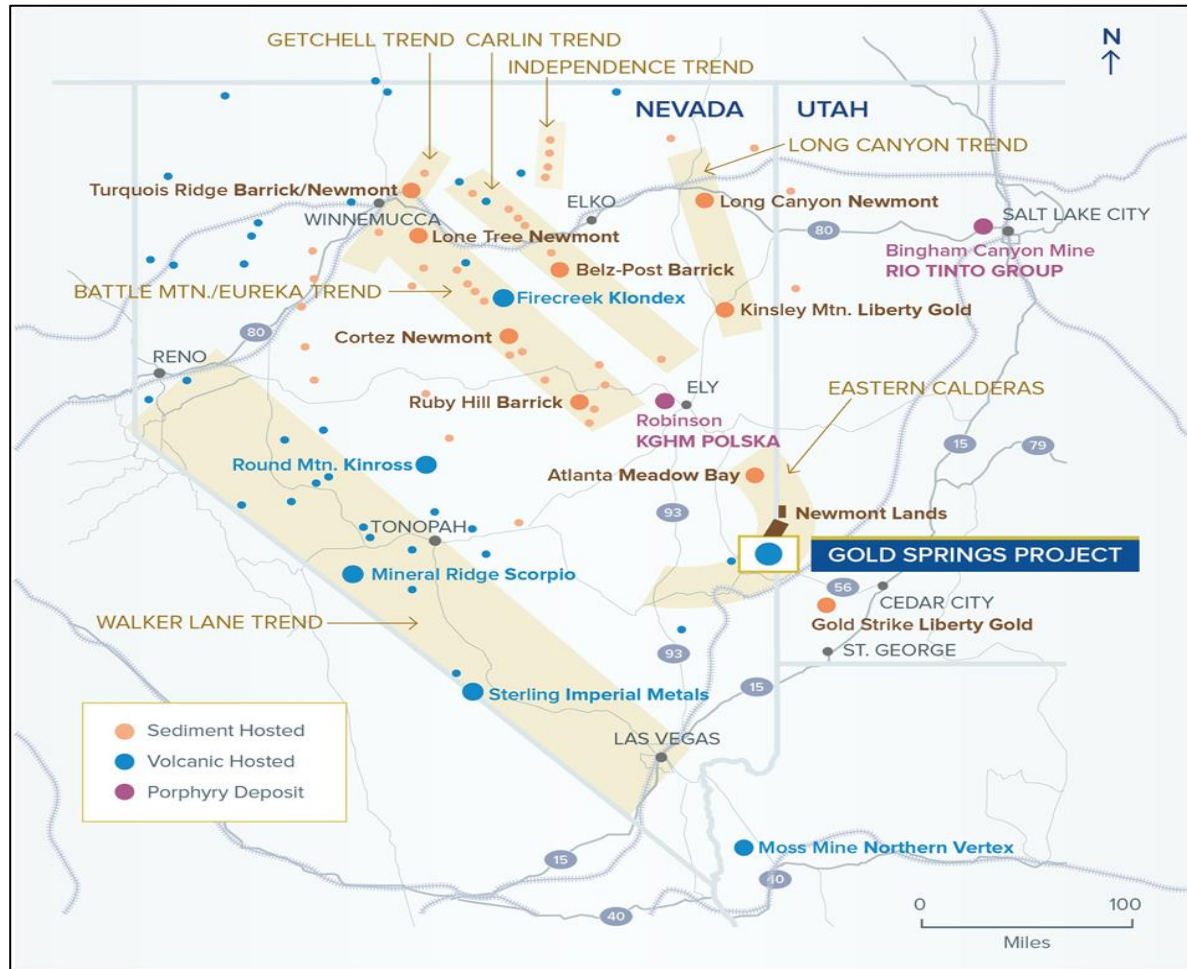 GETCHELL TREND
CARLIN TREND
INDEPENDENCE TREND
N
NEVADA
UTAH
LONG CANYON TREND
Turquois Ridge Barrick/Newmont
WINNEMUCCA
ELKO
Long Canyon Newmont
SALT LAKE CITY
80
Lone Tree Newmont
Bingham Canyon Mine
RIO TINTO GROUP
Belz-Post Barrick
BATTLE MTN./EUREKA TREND
Firecreek Klondex
Kinsley Mtn. Liberty Gold
80
Cortez Newmont
RENO
EASTERN CALDERAS
ELY
Ruby Hill Barrick
Robinson
KGHM POLSKA
15
79
Round Mtn. Kinross
Atlanta Meadow Bay
93
Newmont Lands
TONOPAH
GOLD SPRINGS PROJECT
Mineral Ridge Scorpio
56
CEDAR CITY
WALKER LANE TREND
Gold Strike Liberty Gold
93
ST. GEORGE
Sterling Imperial Metals
15
Sediment Hosted
Volcanic Hosted
Porphyry Deposit
LAS VEGAS
Moss Mine Northern Vertex
15
40
40
0
100
Miles